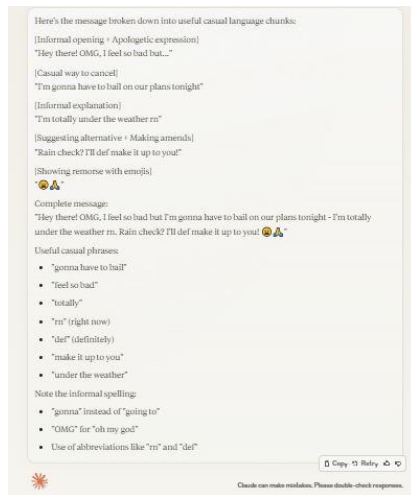 Here's the message broken down into useful casual language chunks:
[Informal opening + Apologetic expression]
"Hey there! OMG, I feel so bad but..."
[Casual way to cancel]
"I'm gonna have to bail on our plans tonight"
[Informal explanation]
"I'm totally under the weather rn"
[Suggesting alternative + Making amends]
"Rain check? I'll def make it up to you!"
[Showing remorse with emojis]
"😩🙏"
Complete message:
"Hey there! OMG, I feel so bad but I'm gonna have to bail on our plans tonight - I'm totally
under the weather rn. Rain check? I'll def make it up to you! 😩🙏"
Useful casual phrases:
• "gonna have to bail"
• "feel so bad"
• "totally"
• "rn" (right now)
• "def" (definitely)
• "make it up to you"
• "under the weather"
Note the informal spelling:
• "gonna" instead of "going to"
• "OMG" for "oh my god"
• Use of abbreviations like "rn" and "def"
Copy Retry
Claude can make mistakes. Please double-check responses.